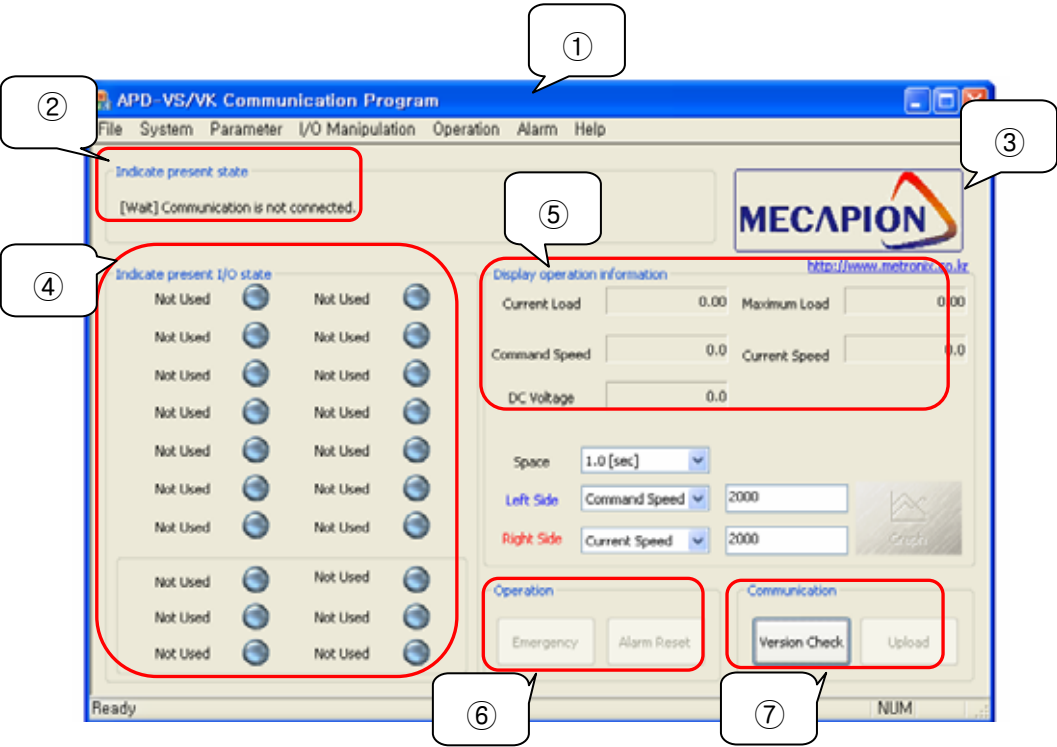 ①
②
APD-VS/VK Communication Program
File System Parameter I/O Manipulation Operation Alarm Help
③
Indicate present state
[Wait] Communication is not connected.
MECAPION
http://www.metronix.co.kr
④
⑤
Indicate present I/O state
Not Used Not Used
Not Used Not Used
Not Used Not Used
Not Used Not Used
Not Used Not Used
Not Used Not Used
Not Used Not Used
Not Used Not Used
Not Used Not Used
Not Used Not Used
Display operation information
Current Load 0.00 Maximum Load 0.00
Command Speed 0.0 Current Speed 0.0
DC Voltage 0.0
Space 1.0 [sec]
Left Side Command Speed 2000
Right Side Current Speed 2000
Graph
Operation
Emergency Alarm Reset
Communication
Version Check Upload
⑥
⑦
Ready NUM